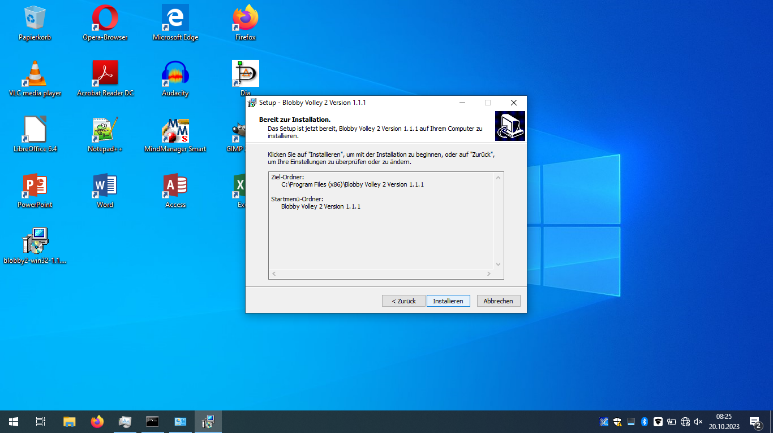 Papierkorb
Opera-Browser
Microsoft Edge
Firefox
VLC media player
Acrobat Reader DC
Audacity
Dia
LibreOffice 6.4
Notepad++
MindManager Smart
GIMP
PowerPoint
Word
Access
Ex
Setup - Blobby Volley 2 Version 1.1.1
Bereit zur Installation.
Das Setup ist jetzt bereit, Blobby Volley 2 Version 1.1.1 auf Ihrem Computer zu
installieren.
Klicken Sie auf "Installieren", um mit der Installation zu beginnen, oder auf "Zurück",
um Ihre Einstellungen zu überprüfen oder zu ändern.
Ziel-Ordner:
C:\Program Files (x86)\Blobby Volley 2 Version 1.1.1
Startmenü-Ordner:
Blobby Volley 2 Version 1.1.1
< Zurück
Installieren
Abbrechen
08:25
20.10.2023
2